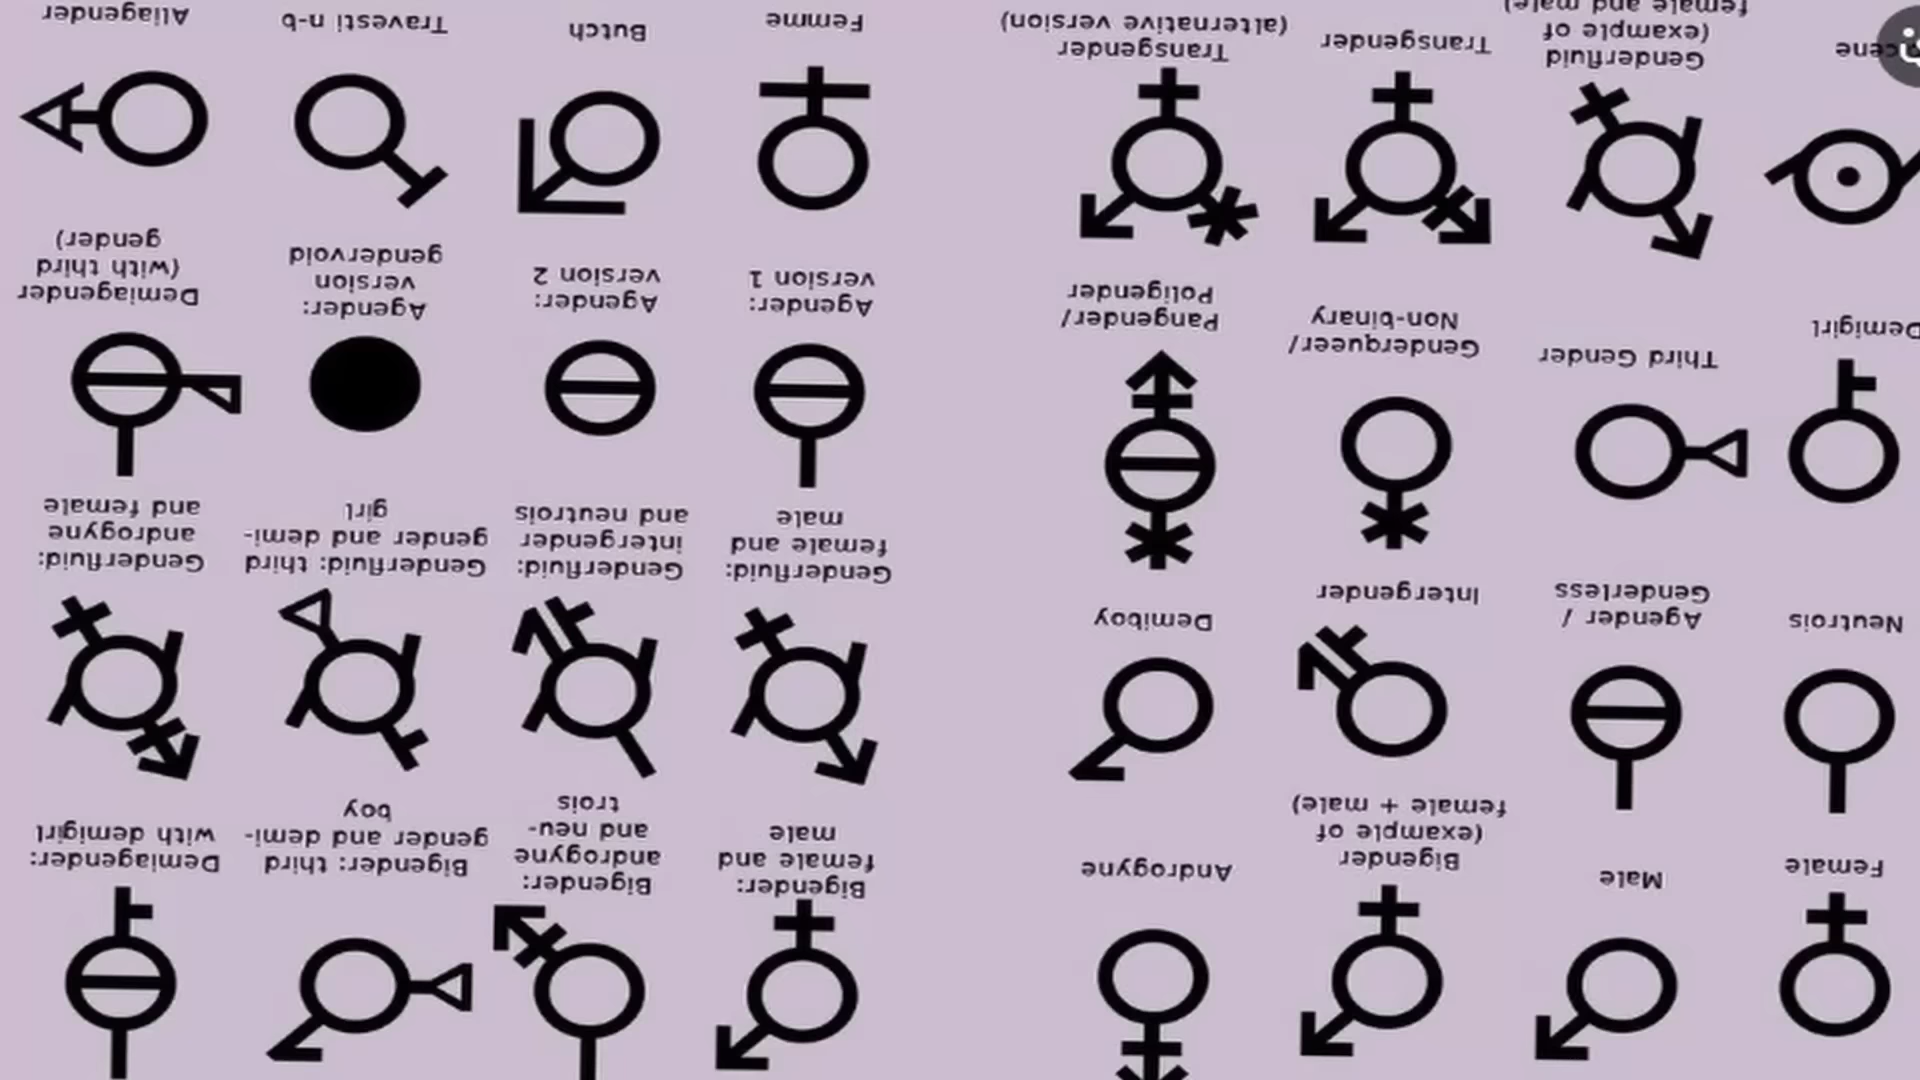 Female
Male
Bigender
(example of
female + male)
Androgyne
Bigender:
female and
male
Bigender:
androgyne
and neu-
trois
Bigender: third
gender and demi-
boy
Demiagender:
with demigirl
Neutrois
Agender /
Genderless
Intergender
Demiboy
Genderfluid:
female and
male
Genderfluid:
intergender
and neutrois
Genderfluid: third
gender and demi-
girl
Genderfluid:
androgyne
and female
Demigirl
Third Gender
Genderqueer/
Non-binary
Pangender/
Poligender
Agender:
version 1
Agender:
version 2
Agender:
version
gendervoid
Demiagender
(with third
gender)
Genderfluid
(example of
female and male)
Transgender
Transgender
(alternative version)
Femme
Butch
Travesti n-b
Aliagender